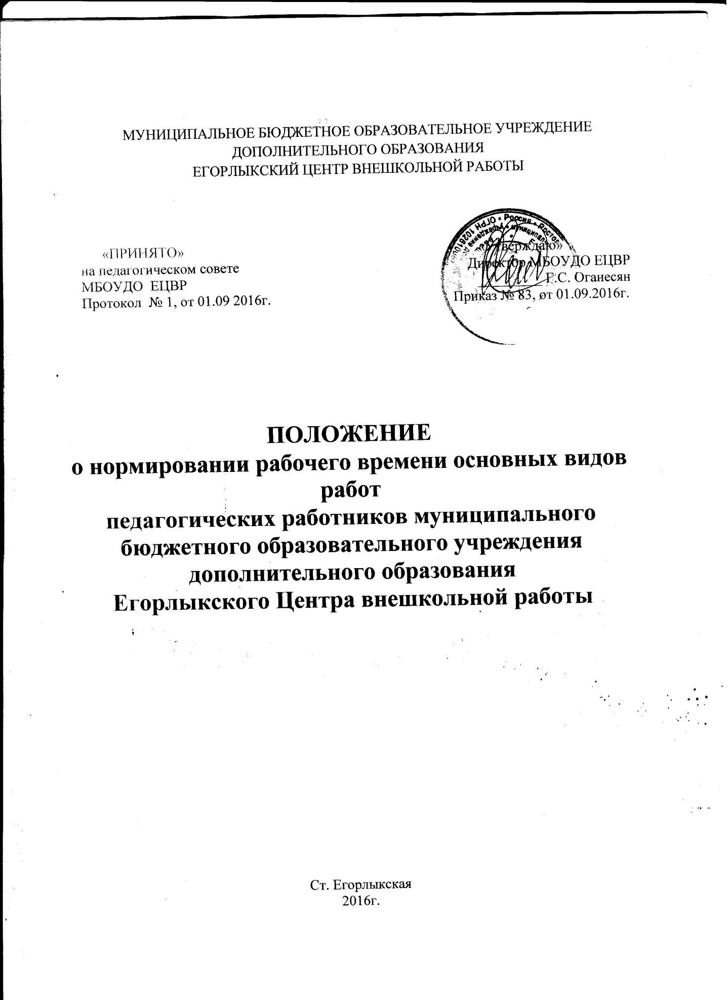 МУНИЦИПАЛЬНОЕ БЮДЖЕТНОЕ ОБРАЗОВАТЕЛЬНОЕ УЧРЕЖДЕНИЕ
ДОПОЛНИТЕЛЬНОГО ОБРАЗОВАНИЯ
ЕГОРЛЫКСКИЙ ЦЕНТР ВНЕШКОЛЬНОЙ РАБОТЫ
«ПРИНЯТО»
на педагогическом совете
МБОУДО ЕЦВР
Протокол № 1, от 01.09 2016г.
• Россия •
«Утверждаю»
Директор МБОУДО ЕЦВР
Г.С. Оганесян
Приказ № 83, от 01.09.2016г.
ПОЛОЖЕНИЕ
о нормировании рабочего времени основных видов
работ
педагогических работников муниципального
бюджетного образовательного учреждения
дополнительного образования
Егорлыкского Центра внешкольной работы
Ст. Егорлыкская
2016г.